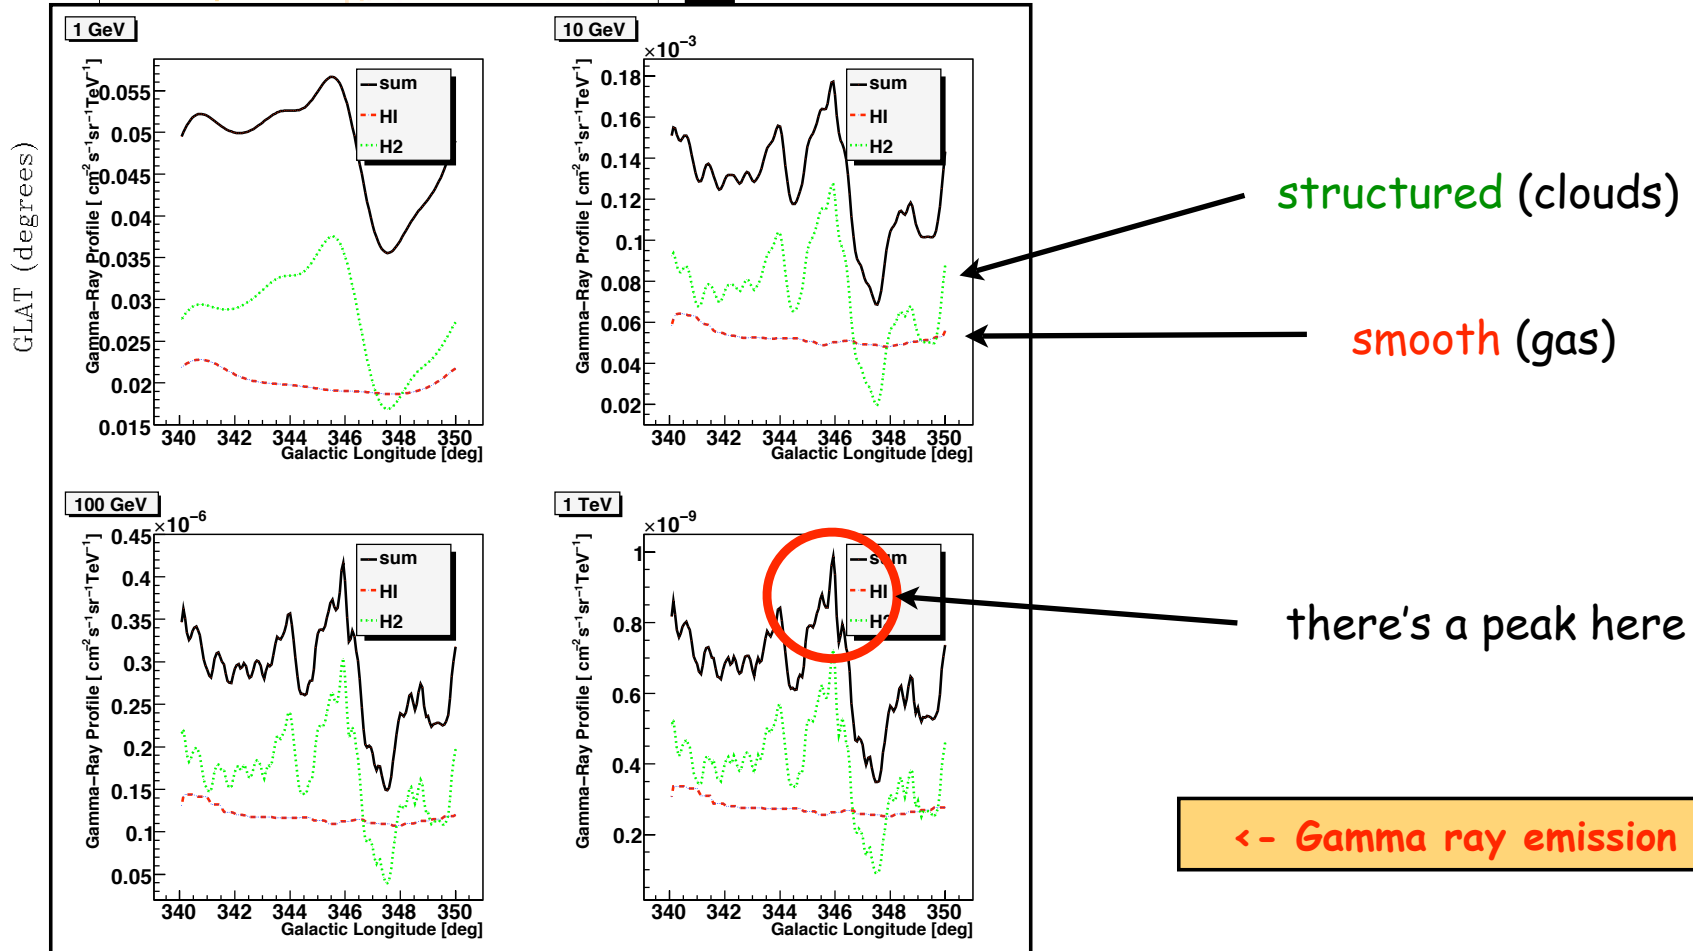 GLAT (degrees)
1 GeV
Gamma−Ray Profile [ cm⁻² s⁻¹sr⁻¹TeV⁻¹]
0.055
0.05
0.045
0.04
0.035
0.03
0.025
0.02
0.015
sum
HI
H2
340 342 344 346 348 350
Galactic Longitude [deg]
10 GeV
×10⁻³
Gamma−Ray Profile [ cm⁻² s⁻¹sr⁻¹TeV⁻¹]
0.18
0.16
0.14
0.12
0.1
0.08
0.06
0.04
0.02
sum
HI
H2
340 342 344 346 348 350
Galactic Longitude [deg]
structured (clouds)
smooth (gas)
100 GeV
×10⁻⁶
Gamma−Ray Profile [ cm⁻² s⁻¹sr⁻¹TeV⁻¹]
0.45
0.4
0.35
0.3
0.25
0.2
0.15
0.1
0.05
sum
HI
H2
340 342 344 346 348 350
Galactic Longitude [deg]
1 TeV
×10⁻⁹
Gamma−Ray Profile [ cm⁻² s⁻¹sr⁻¹TeV⁻¹]
1
0.8
0.6
0.4
0.2
sum
HI
H2
340 342 344 346 348 350
Galactic Longitude [deg]
there's a peak here
<- Gamma ray emission